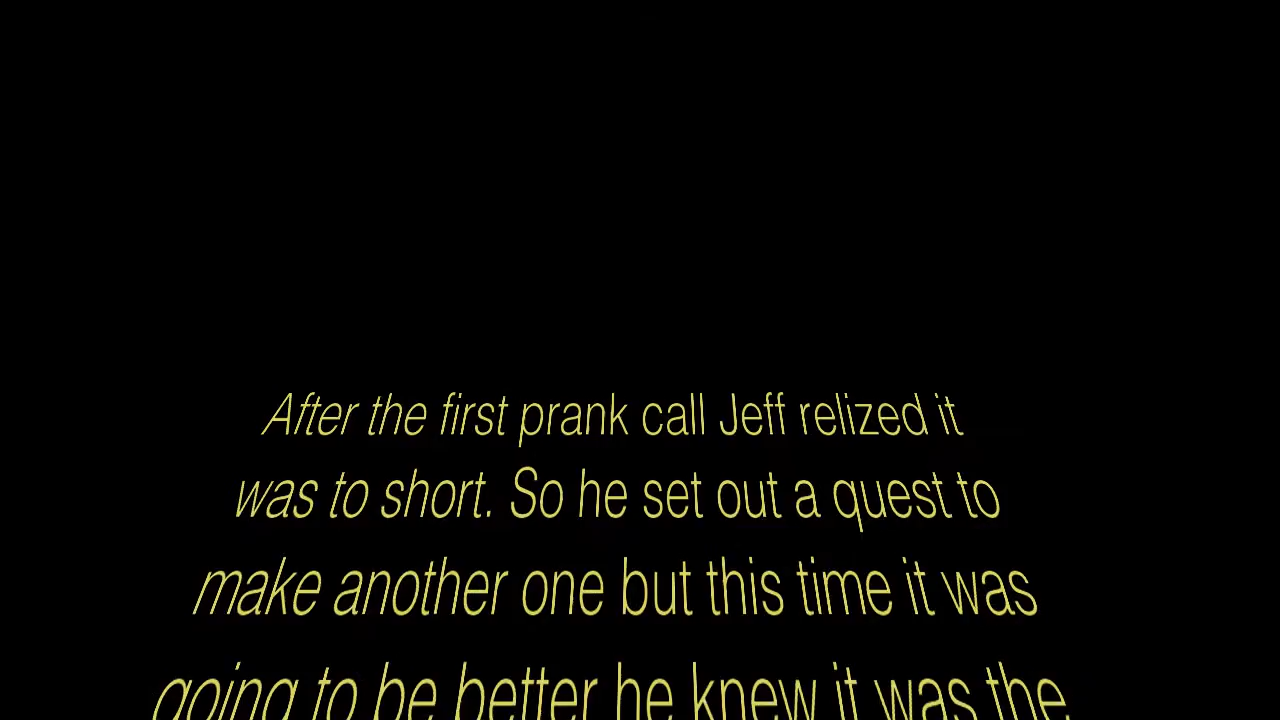 After the first prank call Jeff relized it
was to short. So he set out a quest to
make another one but this time it was
going to be better he knew it was the